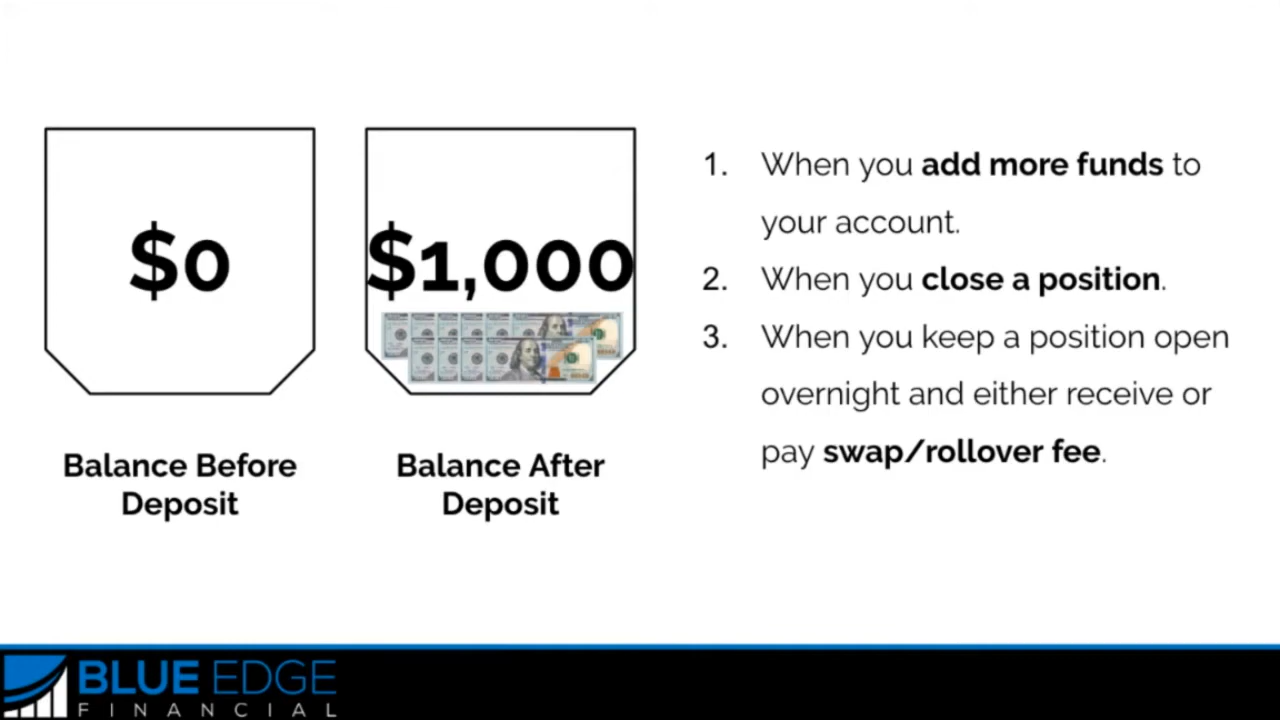 $0
$1,000
Balance Before
Deposit
Balance After
Deposit
1. When you add more funds to
your account.
2. When you close a position.
3. When you keep a position open
overnight and either receive or
pay swap/rollover fee.
BLUE EDGE
FINANCIAL